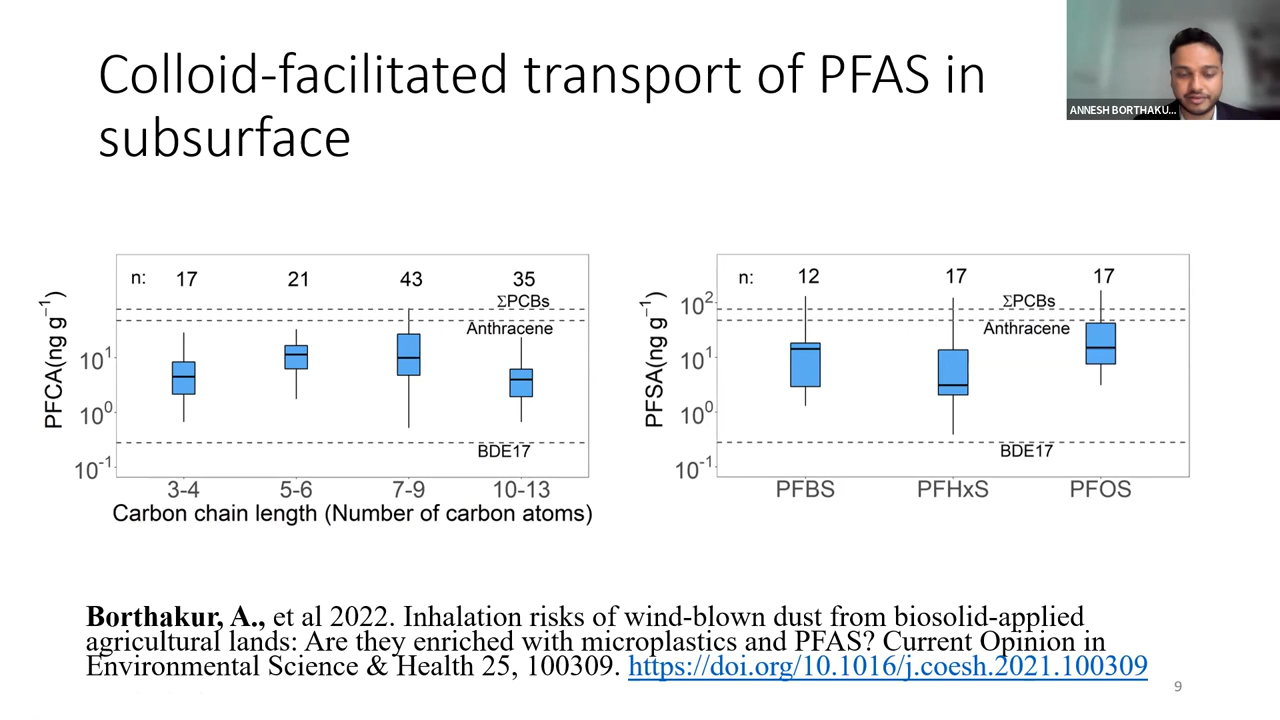 Colloid-facilitated transport of PFAS in
subsurface
ANNESH BORTHAKU...
n: 17 21 43 35
ΣPCBs
Anthracene
BDE17
PFCA(ng g⁻¹)
10¹
10⁰
10⁻¹
3-4 5-6 7-9 10-13
Carbon chain length (Number of carbon atoms)
n: 12 17 17
ΣPCBs
Anthracene
BDE17
PFSA(ng g⁻¹)
10²
10¹
10⁰
10⁻¹
PFBS PFHxS PFOS
Borthakur, A., et al 2022. Inhalation risks of wind-blown dust from biosolid-applied
agricultural lands: Are they enriched with microplastics and PFAS? Current Opinion in
Environmental Science & Health 25, 100309. https://doi.org/10.1016/j.coesh.2021.100309
9